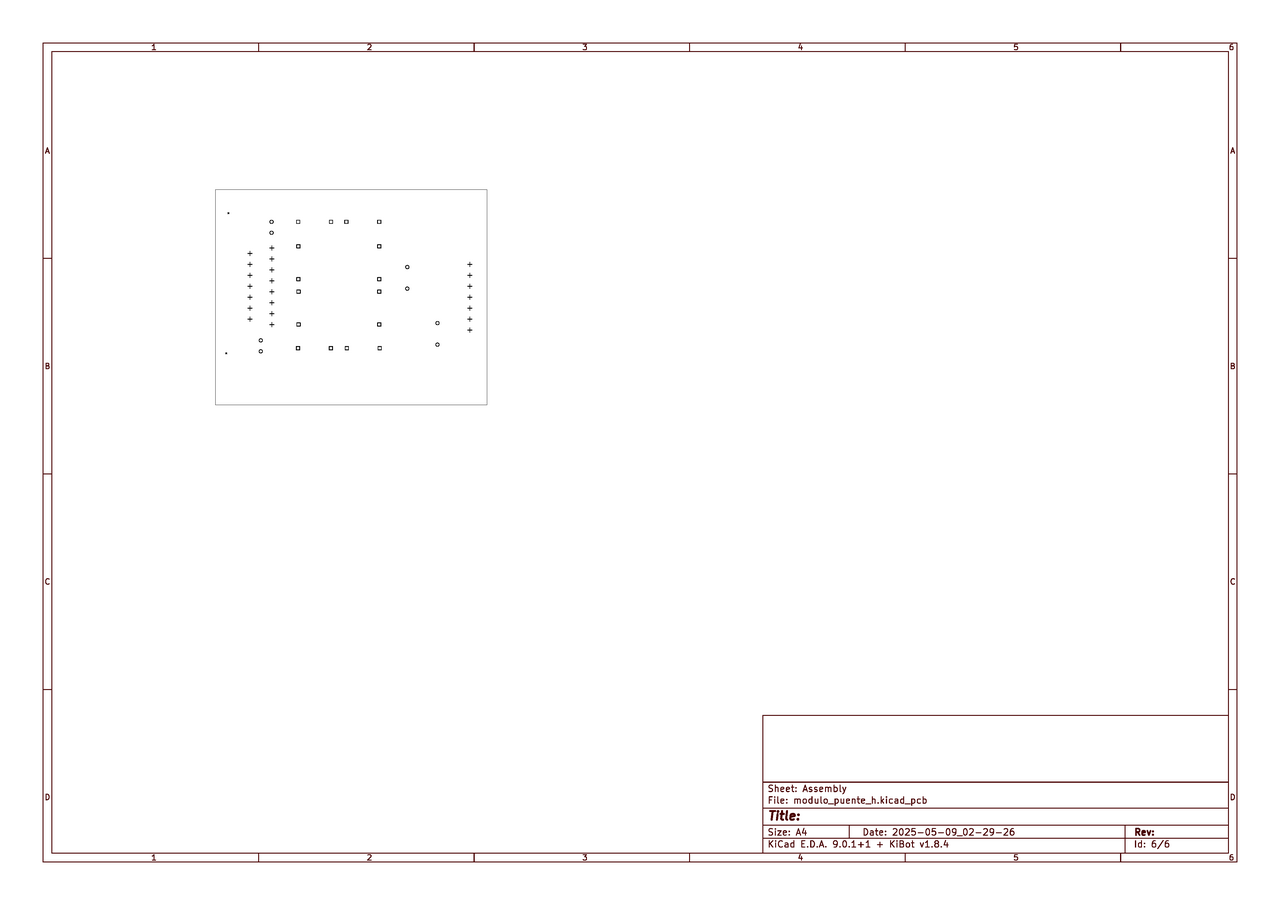 1 2 3 4 5 6
A A
B B
C C
D D
Sheet: Assembly
File: modulo_puente_h.kicad_pcb
Title:
Size: A4 Date: 2025-05-09_02-29-26 Rev:
KiCad E.D.A. 9.0.1+1 + KiBot v1.8.4 Id: 6/6
1 2 3 4 5 6